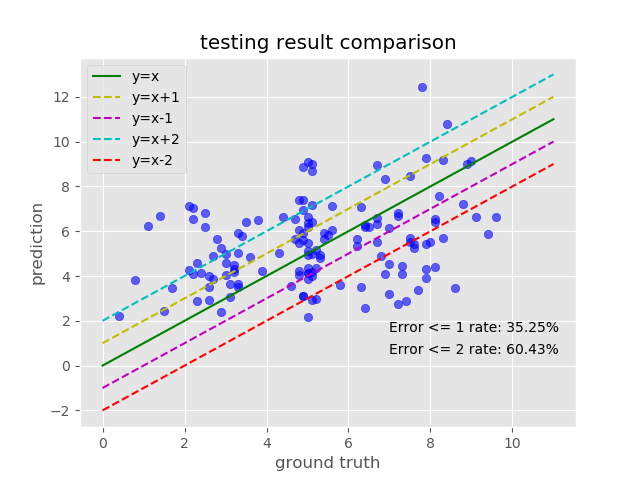 testing result comparison
y=x
y=x+1
y=x-1
y=x+2
y=x-2
12
10
8
6
4
2
0
−2
prediction
Error <= 1 rate: 35.25%
Error <= 2 rate: 60.43%
0 2 4 6 8 10
ground truth